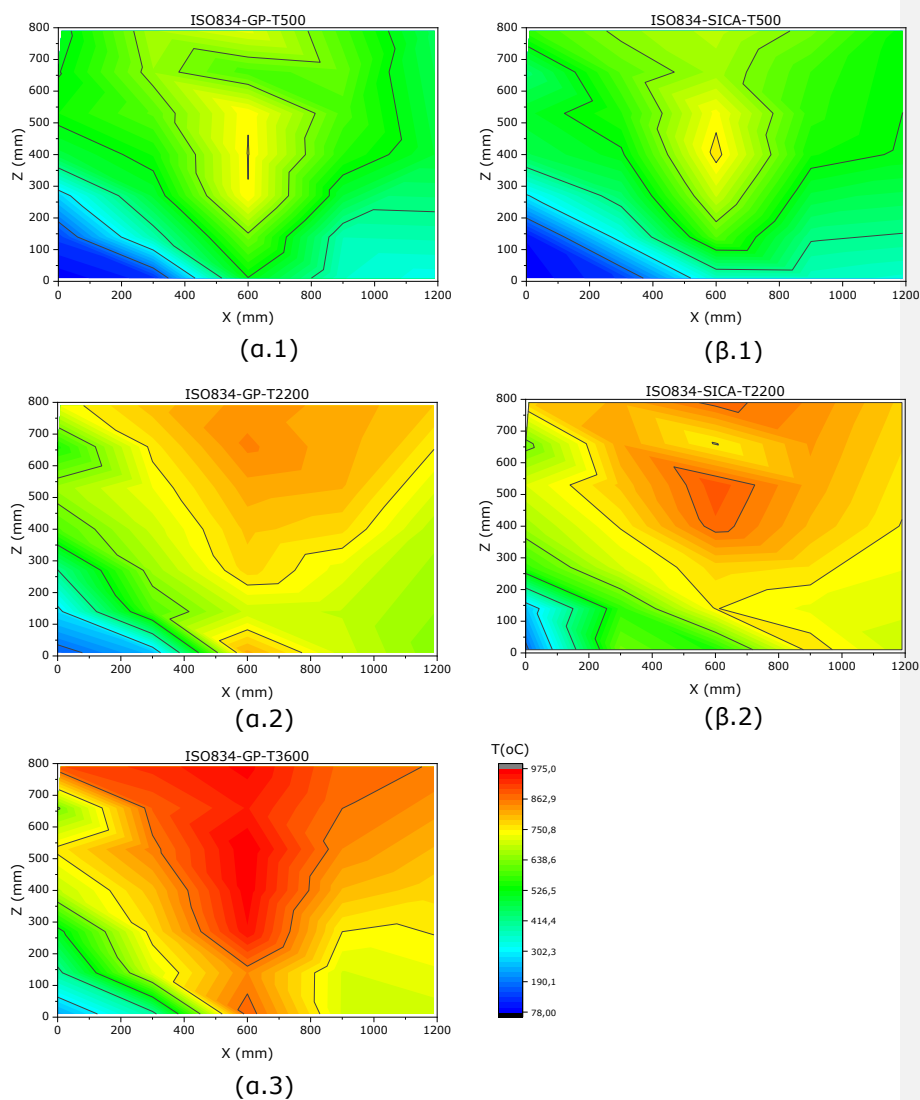 ISO834-GP-T500
800
700
600
500
400
300
200
100
0
Z (mm)
0 200 400 600 800 1000 1200
X (mm)
(α.1)
ISO834-SICA-T500
800
700
600
500
400
300
200
100
0
Z (mm)
0 200 400 600 800 1000 1200
X (mm)
(β.1)
ISO834-GP-T2200
800
700
600
500
400
300
200
100
0
Z (mm)
0 200 400 600 800 1000 1200
X (mm)
(α.2)
ISO834-SICA-T2200
800
700
600
500
400
300
200
100
0
Z (mm)
0 200 400 600 800 1000 1200
X (mm)
(β.2)
ISO834-GP-T3600
800
700
600
500
400
300
200
100
0
Z (mm)
0 200 400 600 800 1000 1200
X (mm)
(α.3)
T(oC)
975,0
862,9
750,8
638,6
526,5
414,4
302,3
190,1
78,00